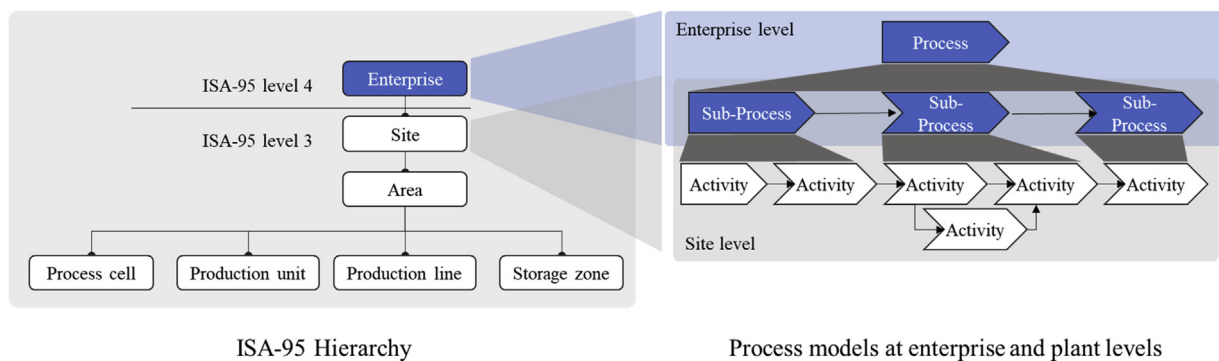 ISA-95 level 4
Enterprise
ISA-95 level 3
Site
Area
Process cell
Production unit
Production line
Storage zone
ISA-95 Hierarchy
Enterprise level
Process
Sub-Process
Sub-
Process
Sub-
Process
Activity
Activity
Activity
Activity
Activity
Activity
Site level
Process models at enterprise and plant levels